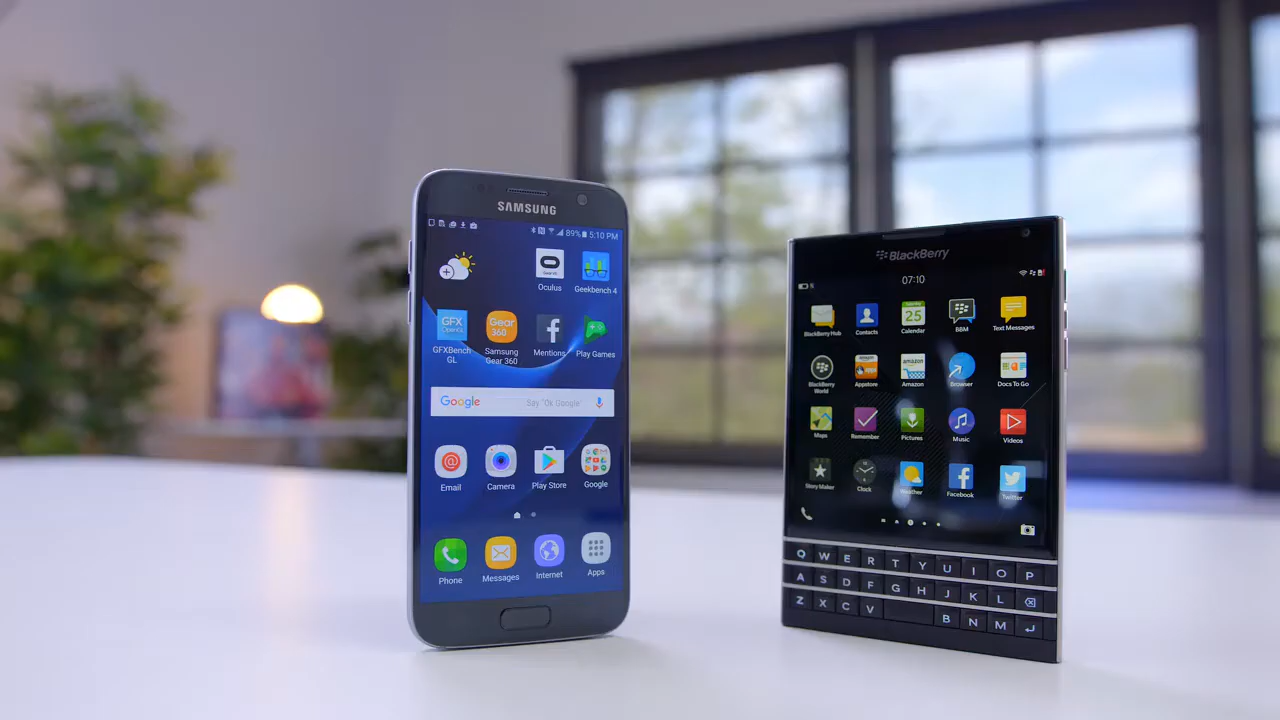 SAMSUNG
89% 5:10 PM
Oculus
Geekbench 4
GFX
OpenGL
GFXBench
GL
Gear
360
Samsung
Gear 360
Mentions
Play Games
Google
Say "Ok Google"
Email
Camera
Play Store
Google
Phone
Messages
Internet
Apps
BlackBerry
07:10
BlackBerry Hub
Contacts
25
Calendar
BBM
Text Messages
BlackBerry
World
amazon
Appstore
amazon
Amazon
Browser
Docs To Go
Maps
Remember
Pictures
Music
Videos
Story Maker
Clock
Weather
Facebook
Twitter
Q W E R T Y U I O P
A S D F G H J K L
Z X C V B N M